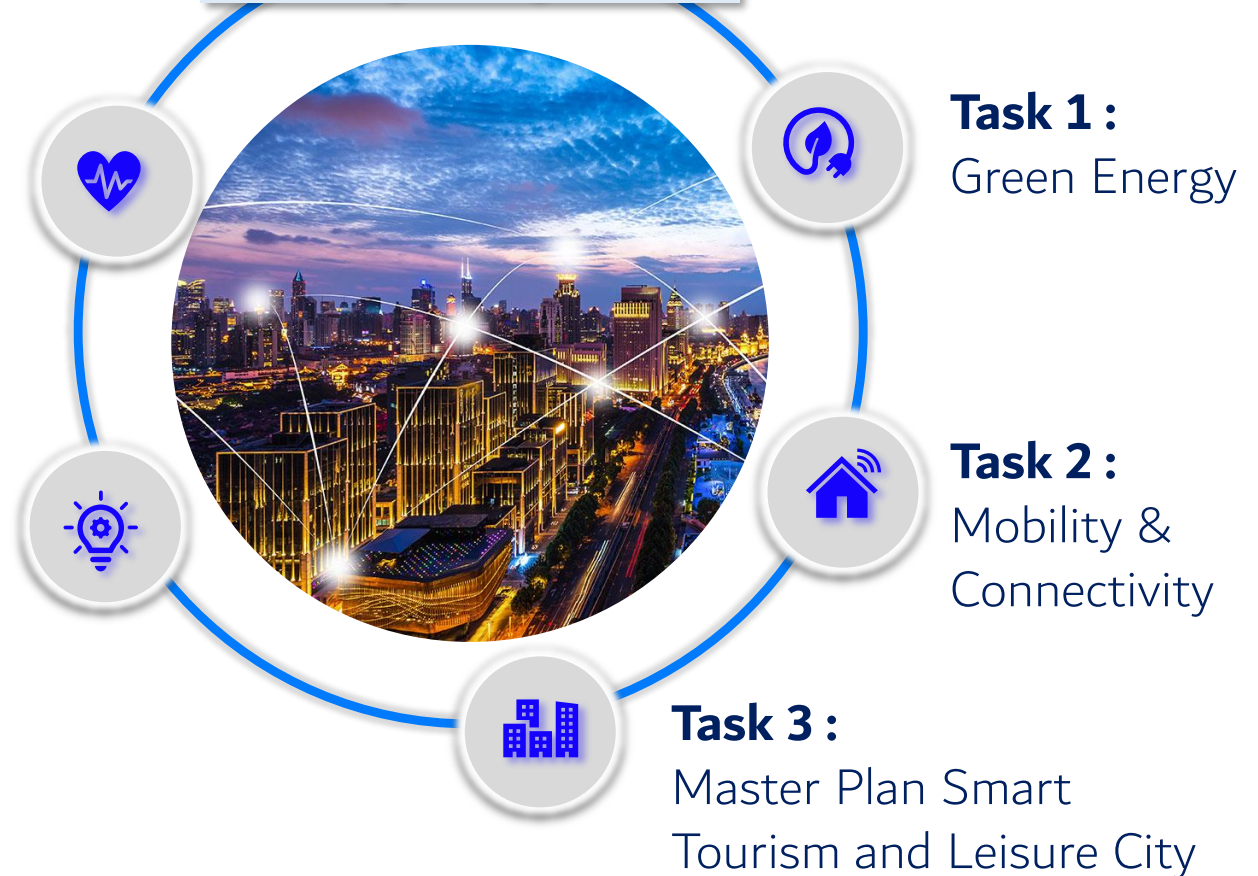 Task 1 :
Green Energy
Task 2 :
Mobility &
Connectivity
Task 3 :
Master Plan Smart
Tourism and Leisure City